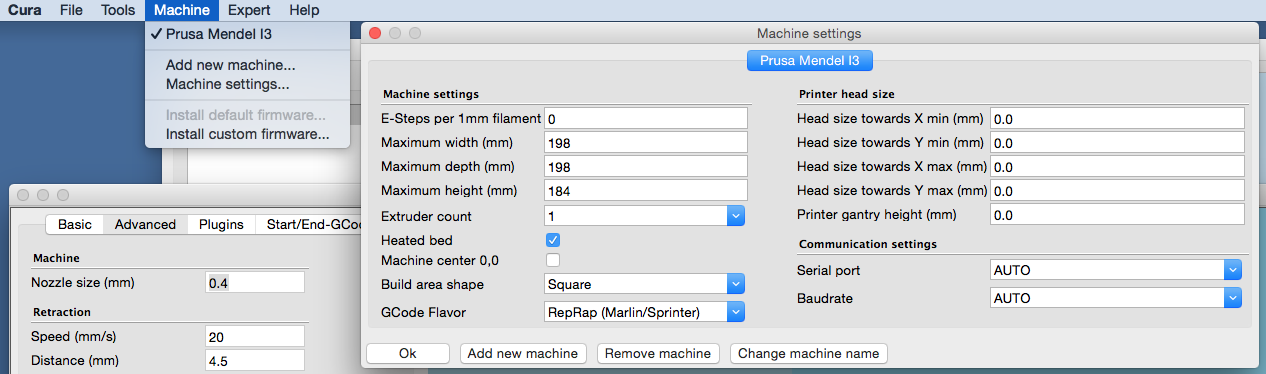 Cura File Tools Machine Expert Help
✓ Prusa Mendel I3
Add new machine...
Machine settings...
Install default firmware...
Install custom firmware...
Machine settings
Prusa Mendel I3
Machine settings
E-Steps per 1mm filament 0
Maximum width (mm) 198
Maximum depth (mm) 198
Maximum height (mm) 184
Extruder count 1
Heated bed
Machine center 0,0
Build area shape Square
GCode Flavor RepRap (Marlin/Sprinter)
Printer head size
Head size towards X min (mm) 0.0
Head size towards Y min (mm) 0.0
Head size towards X max (mm) 0.0
Head size towards Y max (mm) 0.0
Printer gantry height (mm) 0.0
Communication settings
Serial port AUTO
Baudrate AUTO
Ok Add new machine Remove machine Change machine name
Basic Advanced Plugins Start/End-GCo
Machine
Nozzle size (mm) 0.4
Retraction
Speed (mm/s) 20
Distance (mm) 4.5